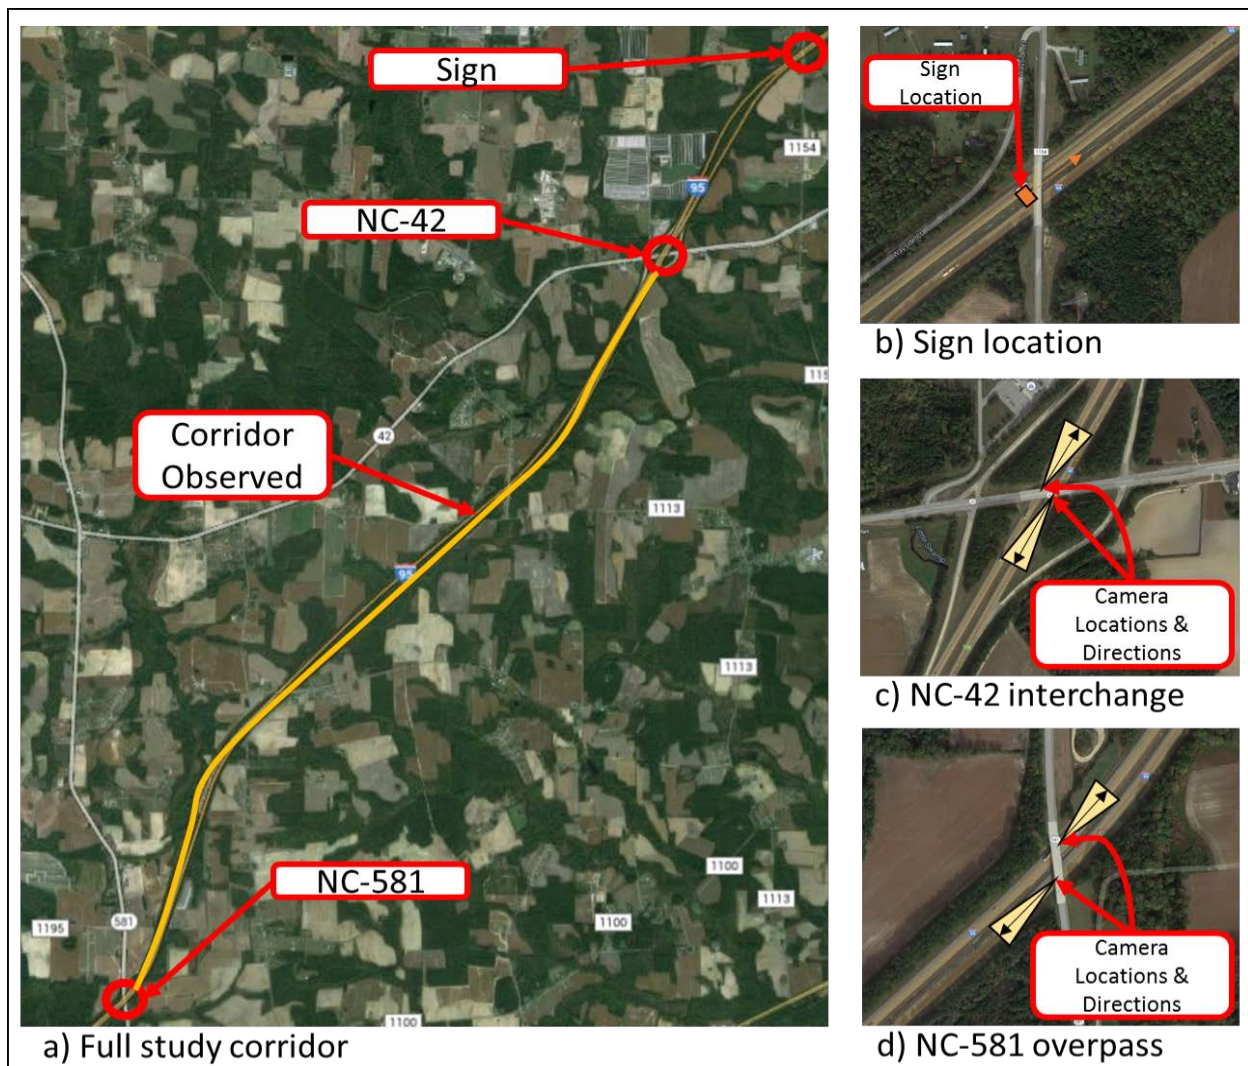 Sign
1154
95
NC-42
115
Corridor
Observed
42
1113
95
1113
NC-581
1100
1113
581
1195
1100
1100
a) Full study corridor
Sign
Location
1154
b) Sign location
Camera
Locations &
Directions
c) NC-42 interchange
Camera
Locations &
Directions
d) NC-581 overpass